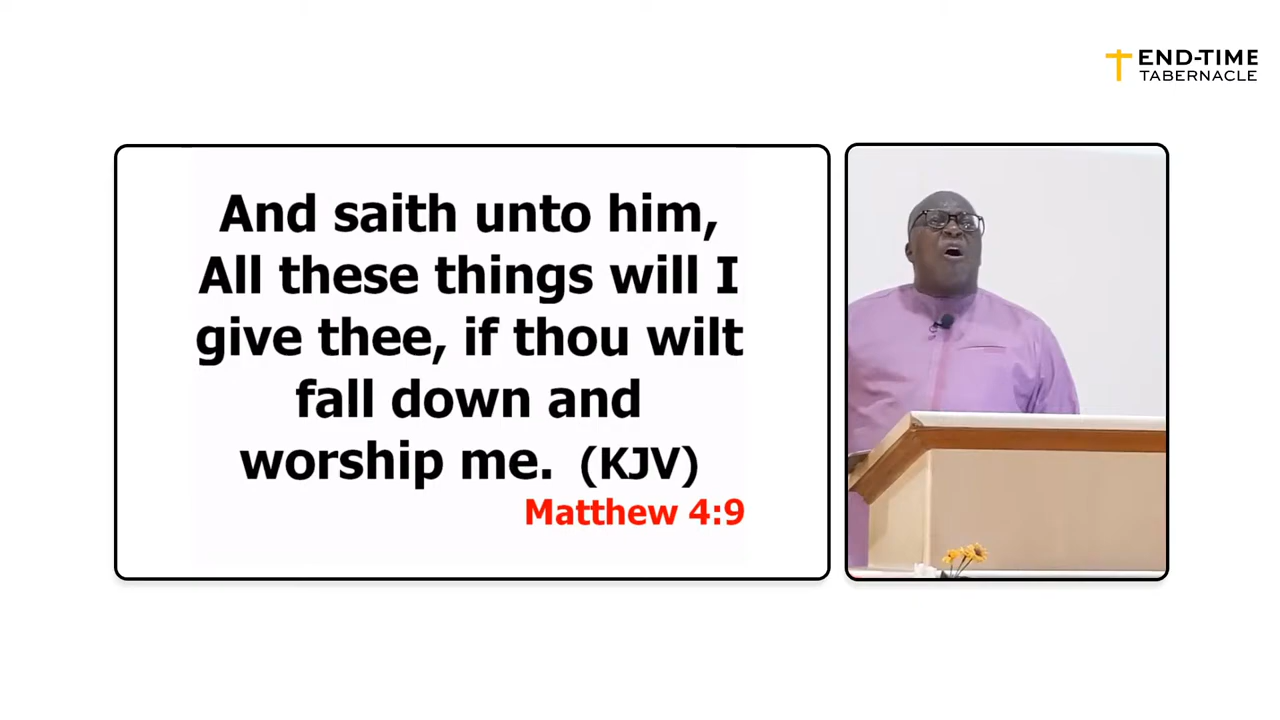 END-TIME
TABERNACLE
And saith unto him,
All these things will I
give thee, if thou wilt
fall down and
worship me. (KJV)
Matthew 4:9